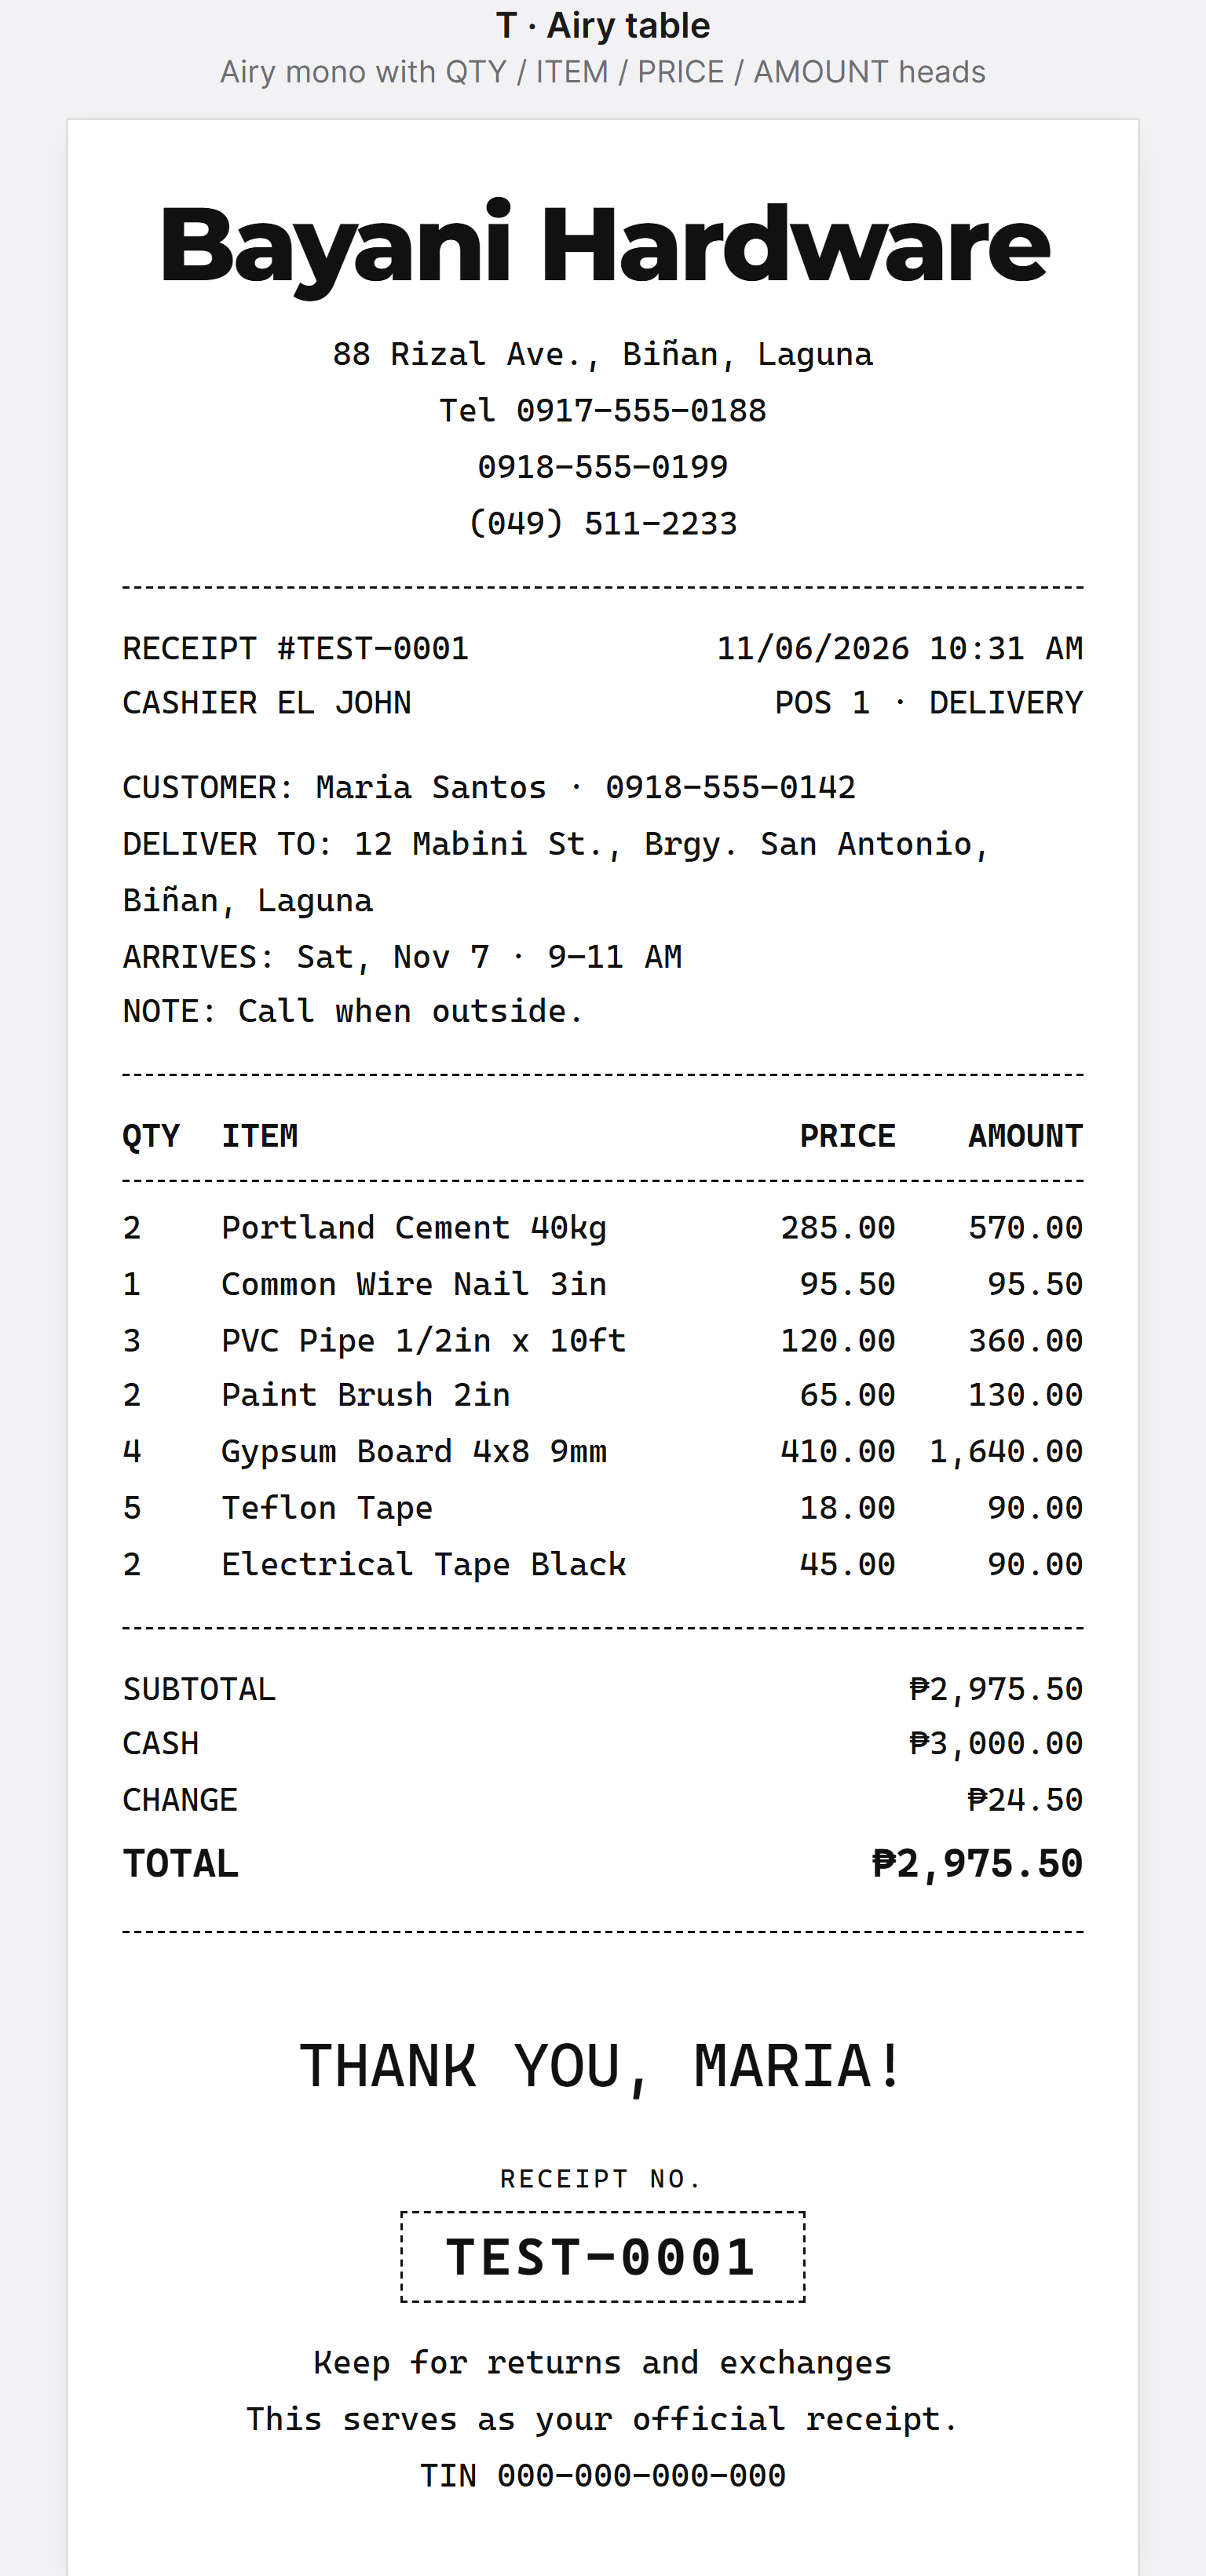 T · Airy table
Airy mono with QTY / ITEM / PRICE / AMOUNT heads
Bayani Hardware
88 Rizal Ave., Biñan, Laguna
Tel 0917-555-0188
0918-555-0199
(049) 511-2233
RECEIPT #TEST-0001 11/06/2026 10:31 AM
CASHIER EL JOHN POS 1 · DELIVERY
CUSTOMER: Maria Santos · 0918-555-0142
DELIVER TO: 12 Mabini St., Brgy. San Antonio,
Biñan, Laguna
ARRIVES: Sat, Nov 7 · 9–11 AM
NOTE: Call when outside.
QTY ITEM PRICE AMOUNT
2 Portland Cement 40kg 285.00 570.00
1 Common Wire Nail 3in 95.50 95.50
3 PVC Pipe 1/2in x 10ft 120.00 360.00
2 Paint Brush 2in 65.00 130.00
4 Gypsum Board 4x8 9mm 410.00 1,640.00
5 Teflon Tape 18.00 90.00
2 Electrical Tape Black 45.00 90.00
SUBTOTAL ₱2,975.50
CASH ₱3,000.00
CHANGE ₱24.50
TOTAL ₱2,975.50
THANK YOU, MARIA!
RECEIPT NO.
TEST-0001
Keep for returns and exchanges
This serves as your official receipt.
TIN 000-000-000-000